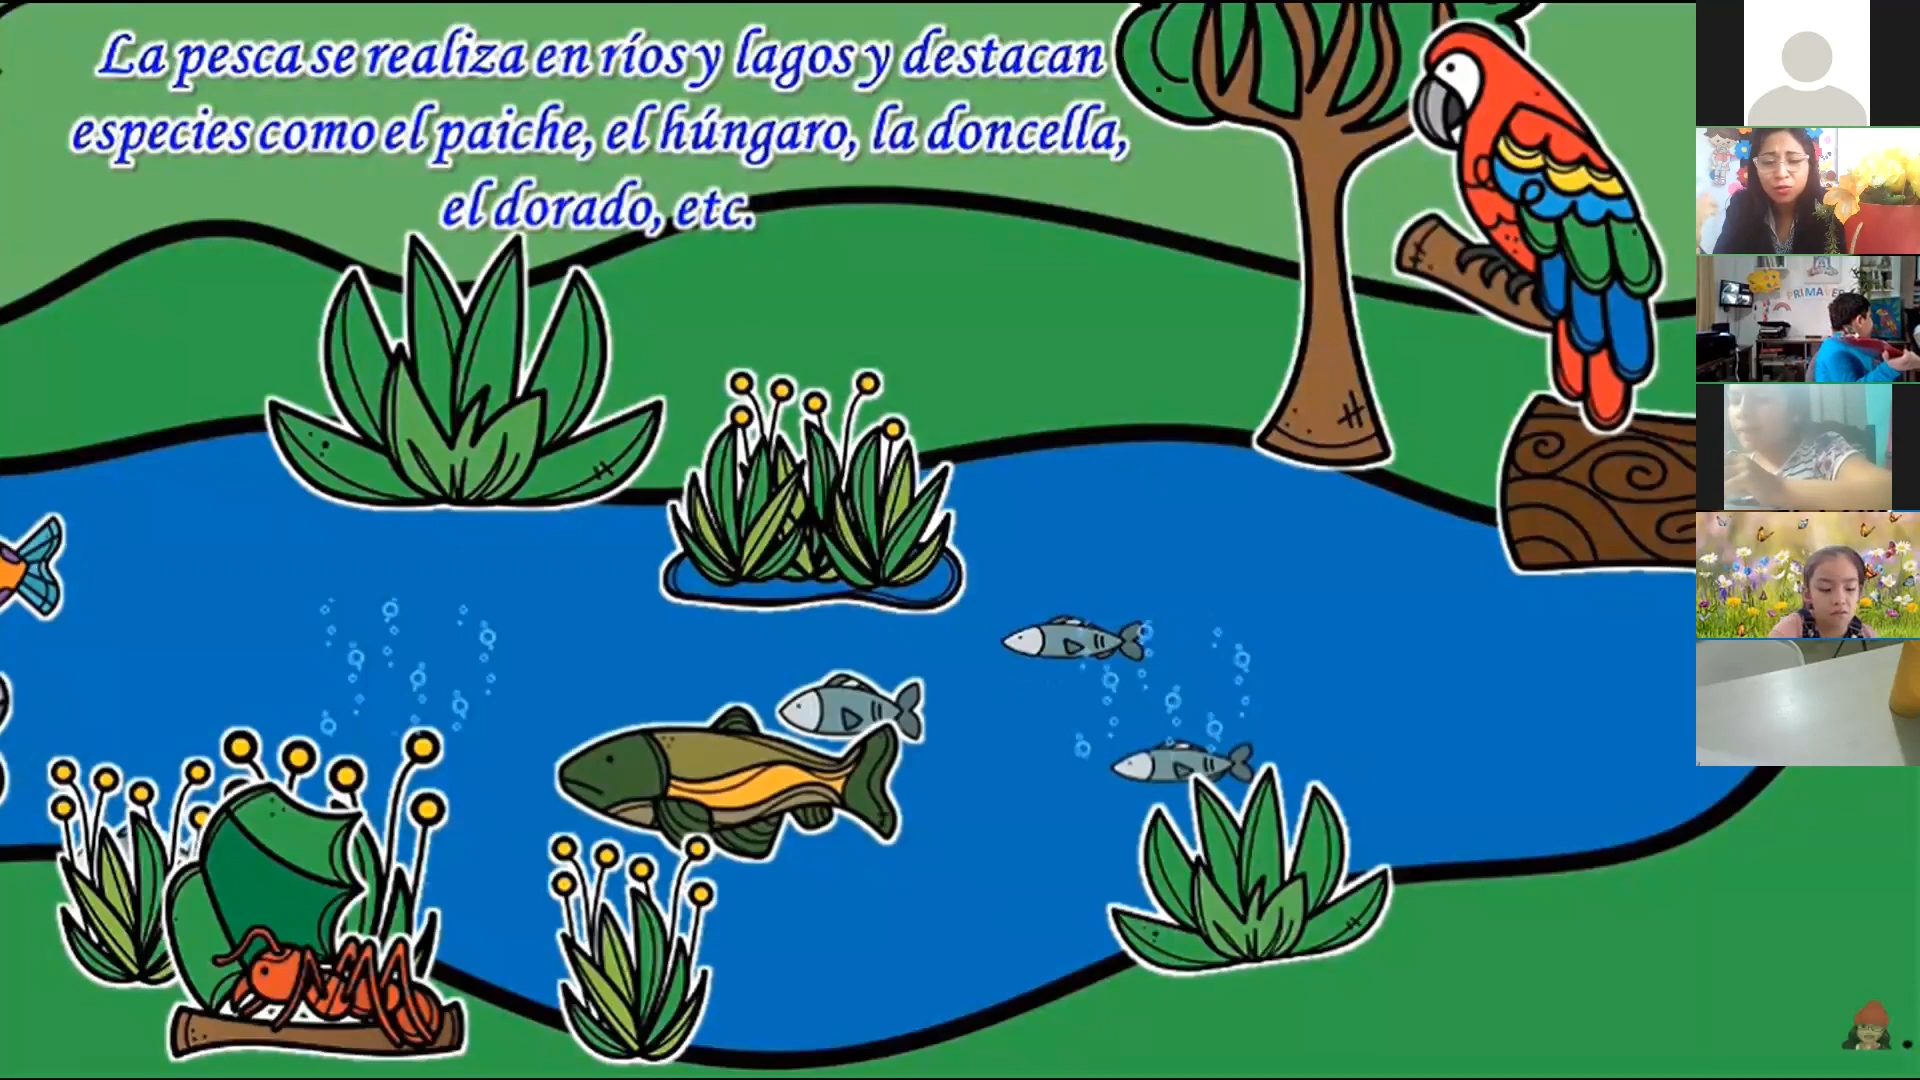 La pesca se realiza en ríos y lagos y destacan
especies como el paiche, el húngaro, la doncella,
el dorado, etc.
PRIMAVER